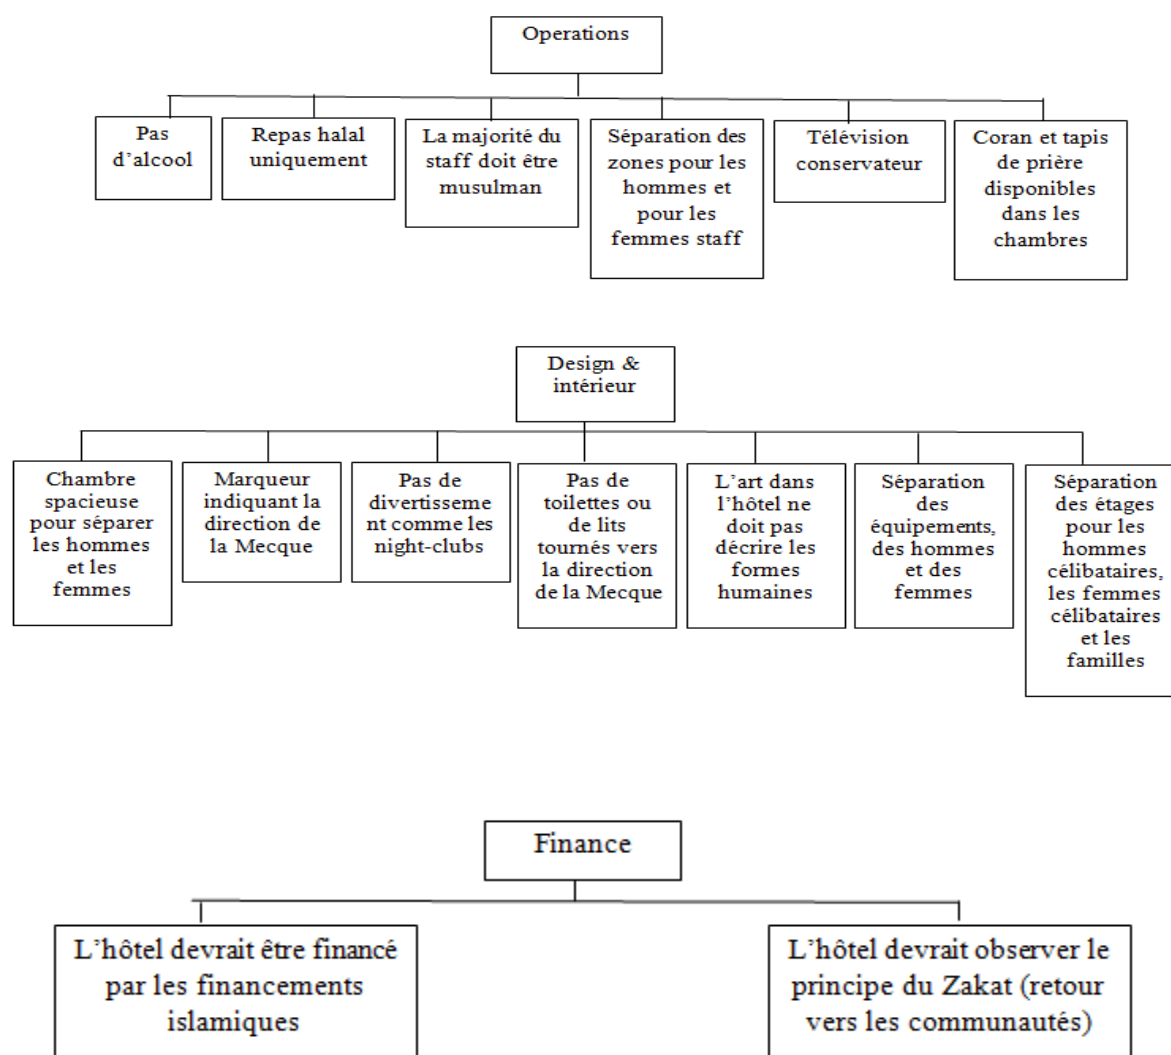 Operations
Pas
d'alcool
Repas halal
uniquement
La majorité du
staff doit être
musulman
Séparation des
zones pour les
hommes et
pour les
femmes staff
Télévision
conservateur
Coran et tapis
de prière
disponibles
dans les
chambres
Design &
intérieur
Chambre
spacieuse
pour séparer
les hommes
et les
femmes
Marqueur
indiquant la
direction de
la Mecque
Pas de
divertisseme
nt comme les
night-clubs
Pas de
toilettes ou
de lits
tournés vers
la direction
de la Mecque
L'art dans
l'hôtel ne
doit pas
décrire les
formes
humaines
Séparation
des
équipements,
des hommes
et des
femmes
Séparation
des étages
pour les
hommes
célibataires,
les femmes
célibataires
et les
familles
Finance
L'hôtel devrait être financé
par les financements
islamiques
L'hôtel devrait observer le
principe du Zakat (retour
vers les communautés)